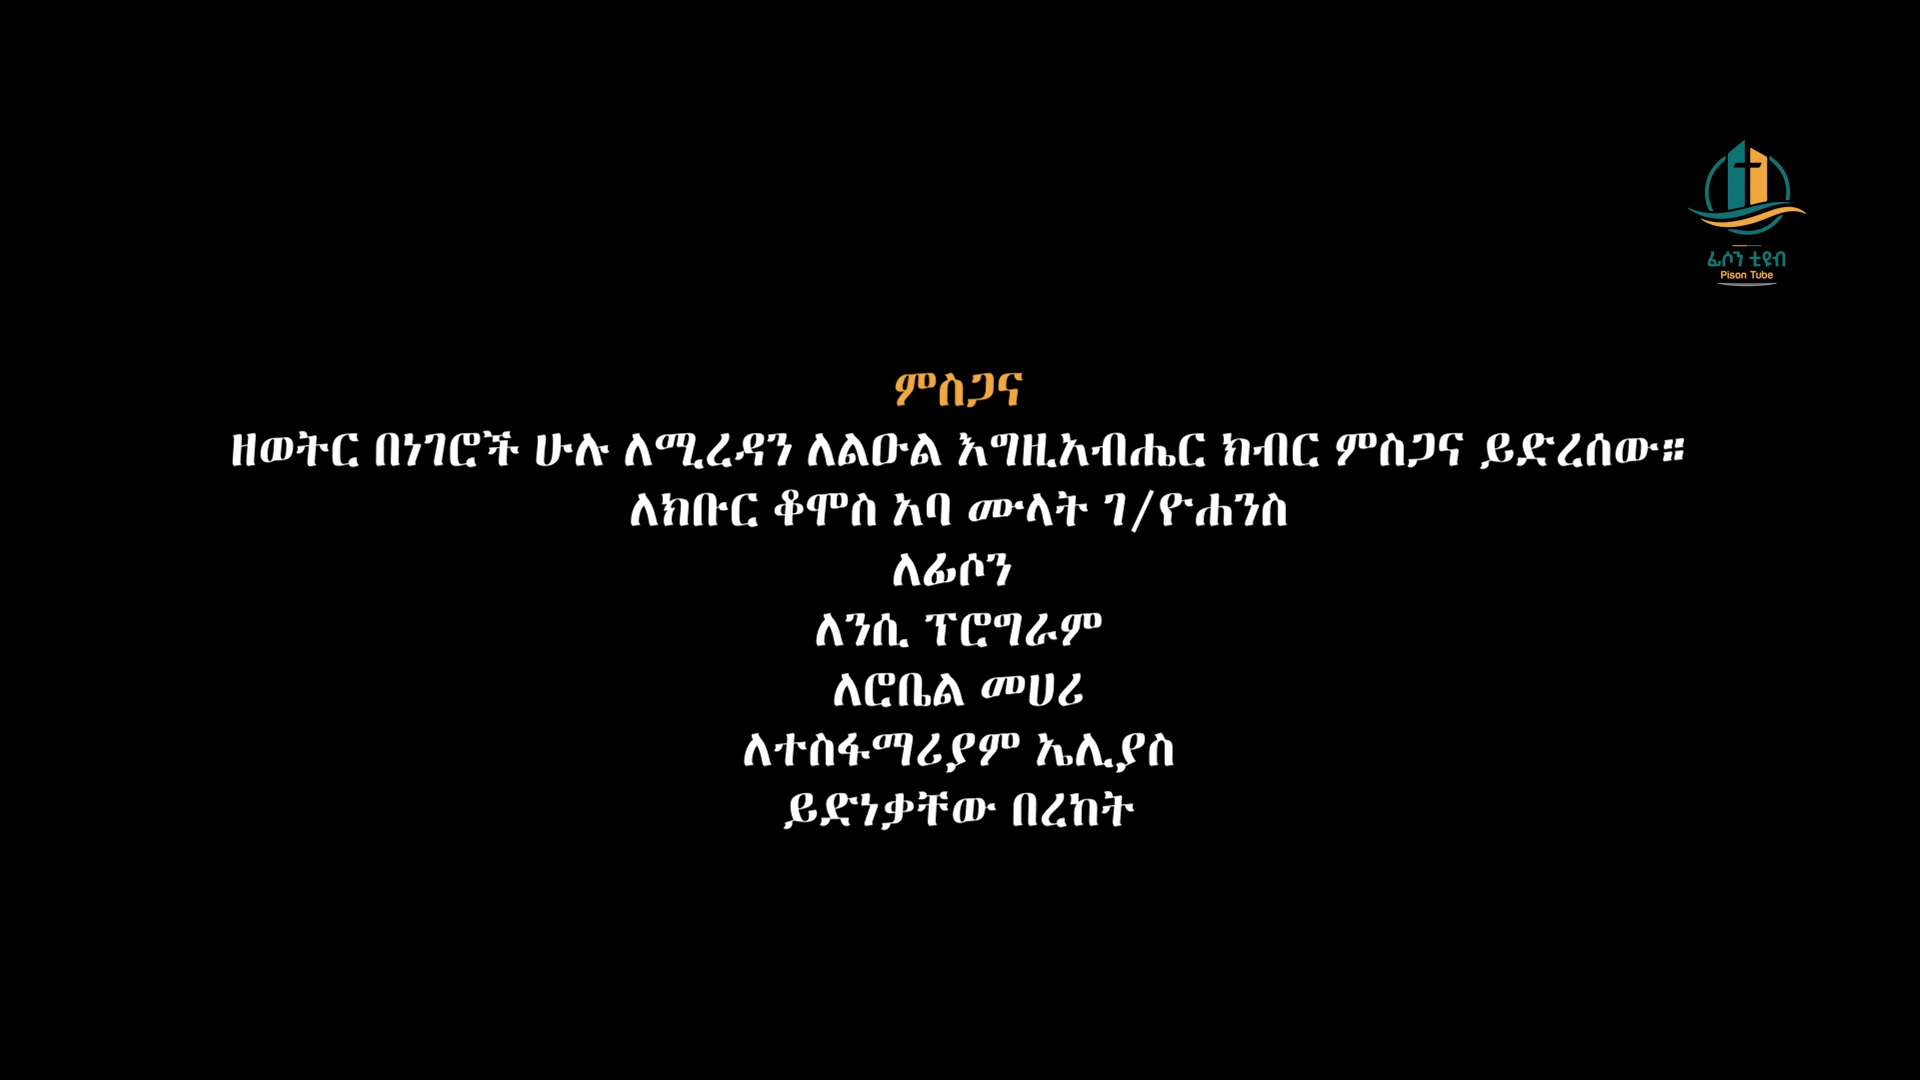 ፊሶን ቲዩብ
Pison Tube
ምስጋና
ዘወትር በነገሮች ሁሉ ለሚረዳን ለልዑል እግዚአብሔር ክብር ምስጋና ይድረሰው።
ለክቡር ቆሞስ አባ ሙላት ገ/ዮሐንስ
ለፊሶን
ለንሲ ፕሮግራም
ለሮቤል መሀሪ
ለተስፋማሪያም ኤሊያስ
ይድነቃቸው በረከት